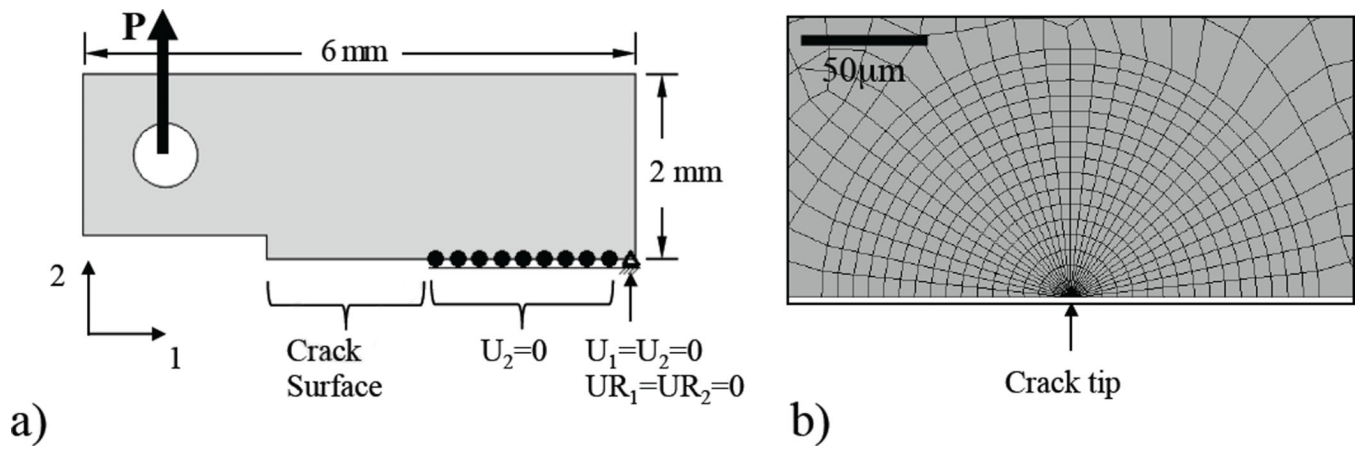 P
6 mm
2 mm
2
1
Crack
Surface
U2=0
U1=U2=0
UR1=UR2=0
a)
50µm
Crack tip
b)